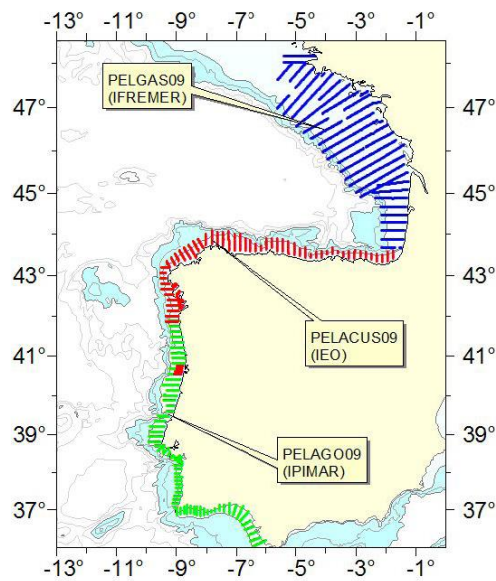 -13° -11° -9° -7° -5° -3° -1°
PELGAS09
(IFREMER)
47° 47°
45° 45°
43° 43°
PELACUS09
(IEO)
41° 41°
39° 39°
PELAGO09
(IPIMAR)
37° 37°
-13° -11° -9° -7° -5° -3° -1°